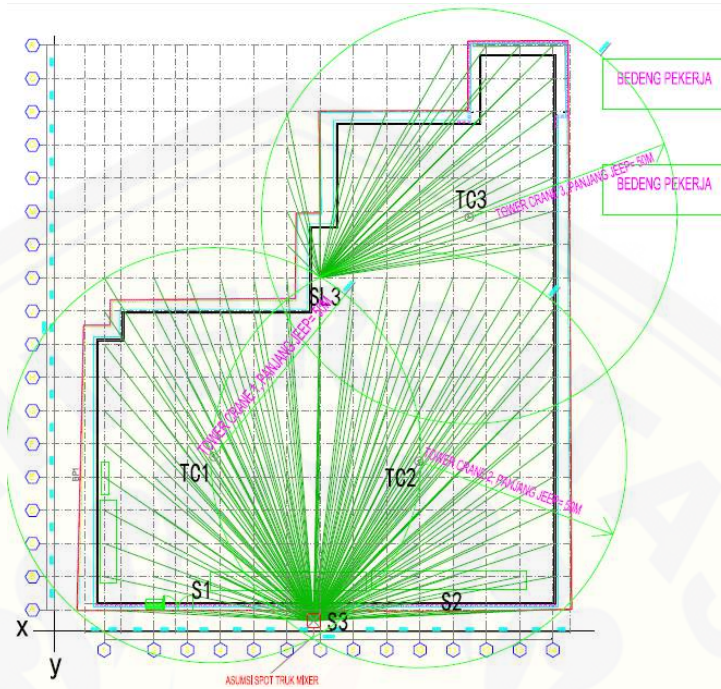 BEDENG PEKERJA
BEDENG PEKERJA
TC3
TOWER CRANE 3, PANJANG JEEP= 50M
SL3
TOWER CRANE 1, PANJANG JEEP= 50M
TC1
TC2
TOWER CRANE 2, PANJANG JEEP= 50M
BP1
S1
S2
S3
x
y
ASUMSI SPOT TRUK MIXER